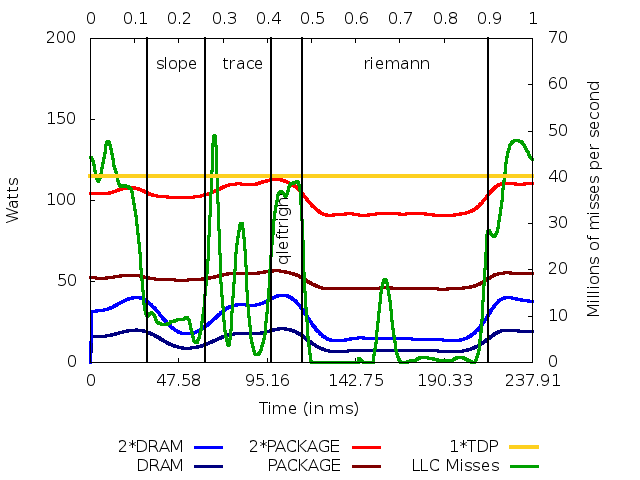 0 0.1 0.2 0.3 0.4 0.5 0.6 0.7 0.8 0.9 1
200 70
slope trace riemann
60
150
50
Watts
Millions of misses per second
40
100
qleftright
30
50
20
10
0 0
0 47.58 95.16 142.75 190.33 237.91
Time (in ms)
2*DRAM 2*PACKAGE 1*TDP
DRAM PACKAGE LLC Misses